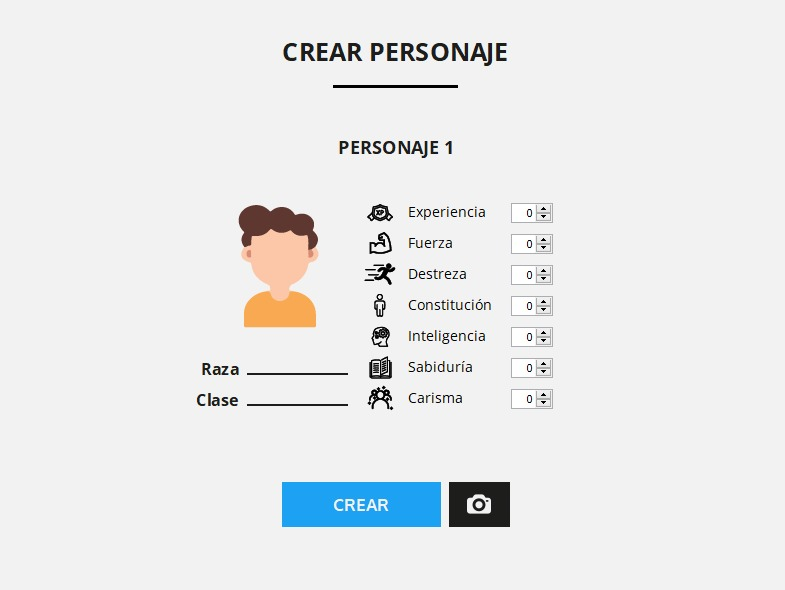 CREAR PERSONAJE
PERSONAJE 1
XP
Experiencia 0
Fuerza 0
Destreza 0
Constitución 0
Inteligencia 0
Sabiduría 0
Carisma 0
Raza
Clase
CREAR